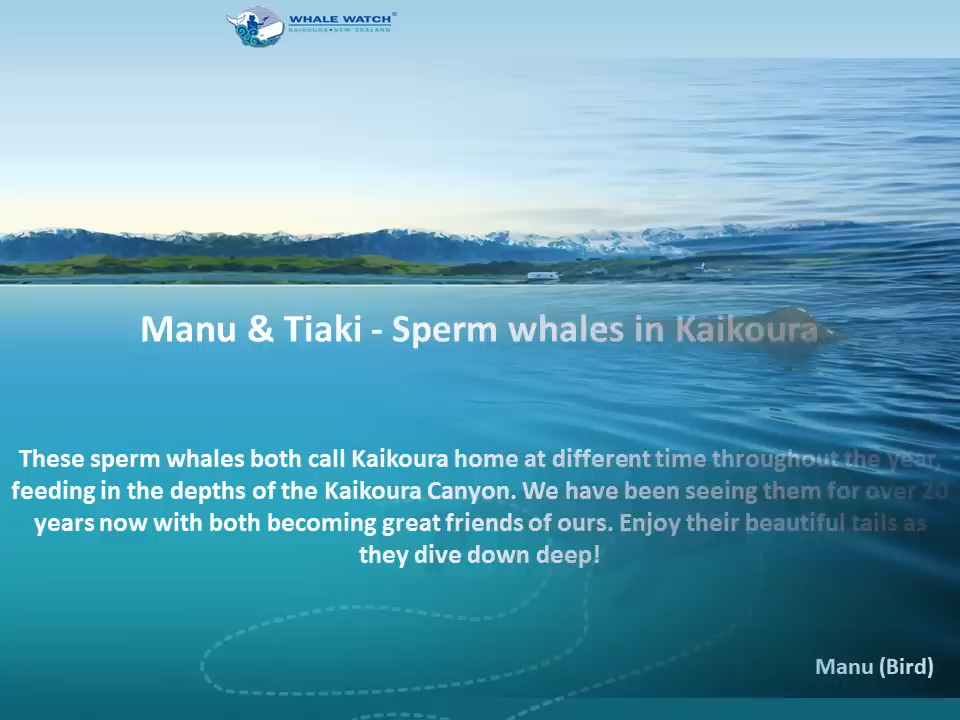 WHALE WATCH®
KAIKOURA • NEW ZEALAND
Manu & Tiaki - Sperm whales in Kaikoura
These sperm whales both call Kaikoura home at different time throughout the year,
feeding in the depths of the Kaikoura Canyon. We have been seeing them for over 20
years now with both becoming great friends of ours. Enjoy their beautiful tails as
they dive down deep!
Manu (Bird)